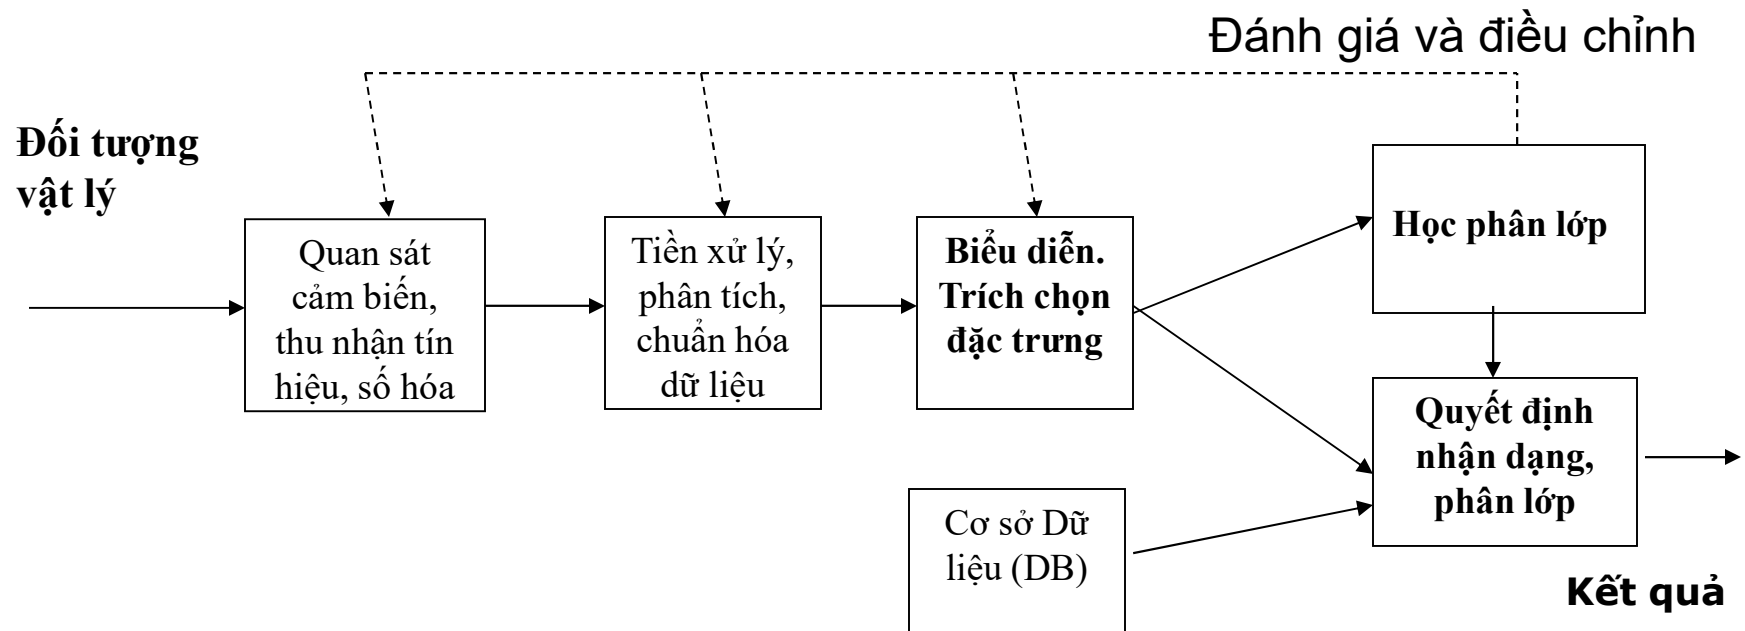 Đánh giá và điều chỉnh
Đối tượng
vật lý
Quan sát
cảm biến,
thu nhận tín
hiệu, số hóa
Tiền xử lý,
phân tích,
chuẩn hóa
dữ liệu
Biểu diễn.
Trích chọn
đặc trưng
Học phân lớp
Quyết định
nhận dạng,
phân lớp
Cơ sở Dữ
liệu (DB)
Kết quả